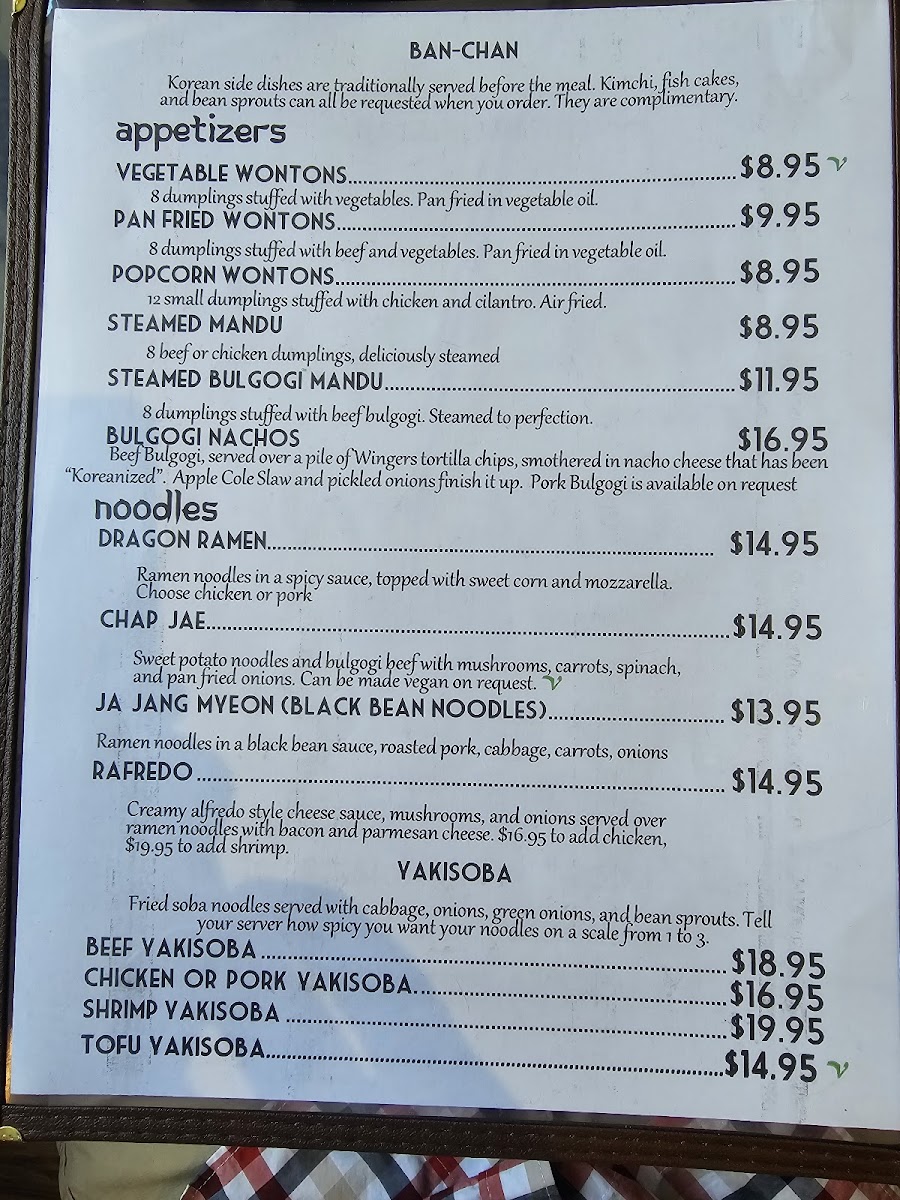 BAN-CHAN
Korean side dishes are traditionally served before the meal. Kimchi, fish cakes,
and bean sprouts can all be requested when you order. They are complimentary.
appetizers
VEGETABLE WONTONS........ $8.95 V
8 dumplings stuffed with vegetables. Pan fried in vegetable oil.
PAN FRIED WONTONS........ $9.95
8 dumplings stuffed with beef and vegetables. Pan fried in vegetable oil.
POPCORN WONTONS........ $8.95
12 small dumplings stuffed with chicken and cilantro. Air fried.
STEAMED MANDU $8.95
8 beef or chicken dumplings, deliciously steamed
STEAMED BULGOGI MANDU........ $11.95
8 dumplings stuffed with beef bulgogi. Steamed to perfection.
BULGOGI NACHOS $16.95
Beef Bulgogi, served over a pile of Wingers tortilla chips, smothered in nacho cheese that has been
"Koreanized". Apple Cole Slaw and pickled onions finish it up. Pork Bulgogi is available on request
noodles
DRAGON RAMEN........ $14.95
Ramen noodles in a spicy sauce, topped with sweet corn and mozzarella.
Choose chicken or pork
CHAP JAE........ $14.95
Sweet potato noodles and bulgogi beef with mushrooms, carrots, spinach,
and pan fried onions. Can be made vegan on request. V
JA JANG MYEON (BLACK BEAN NOODLES)........ $13.95
Ramen noodles in a black bean sauce, roasted pork, cabbage, carrots, onions
RAFREDO ........ $14.95
Creamy alfredo style cheese sauce, mushrooms, and onions served over
ramen noodles with bacon and parmesan cheese. $16.95 to add chicken,
$19.95 to add shrimp.
YAKISOBA
Fried soba noodles served with cabbage, onions, green onions, and bean sprouts. Tell
your server how spicy you want your noodles on a scale from 1 to 3.
BEEF YAKISOBA ........ $18.95
CHICKEN OR PORK YAKISOBA........ $16.95
SHRIMP YAKISOBA ........ $19.95
TOFU YAKISOBA........ $14.95 V